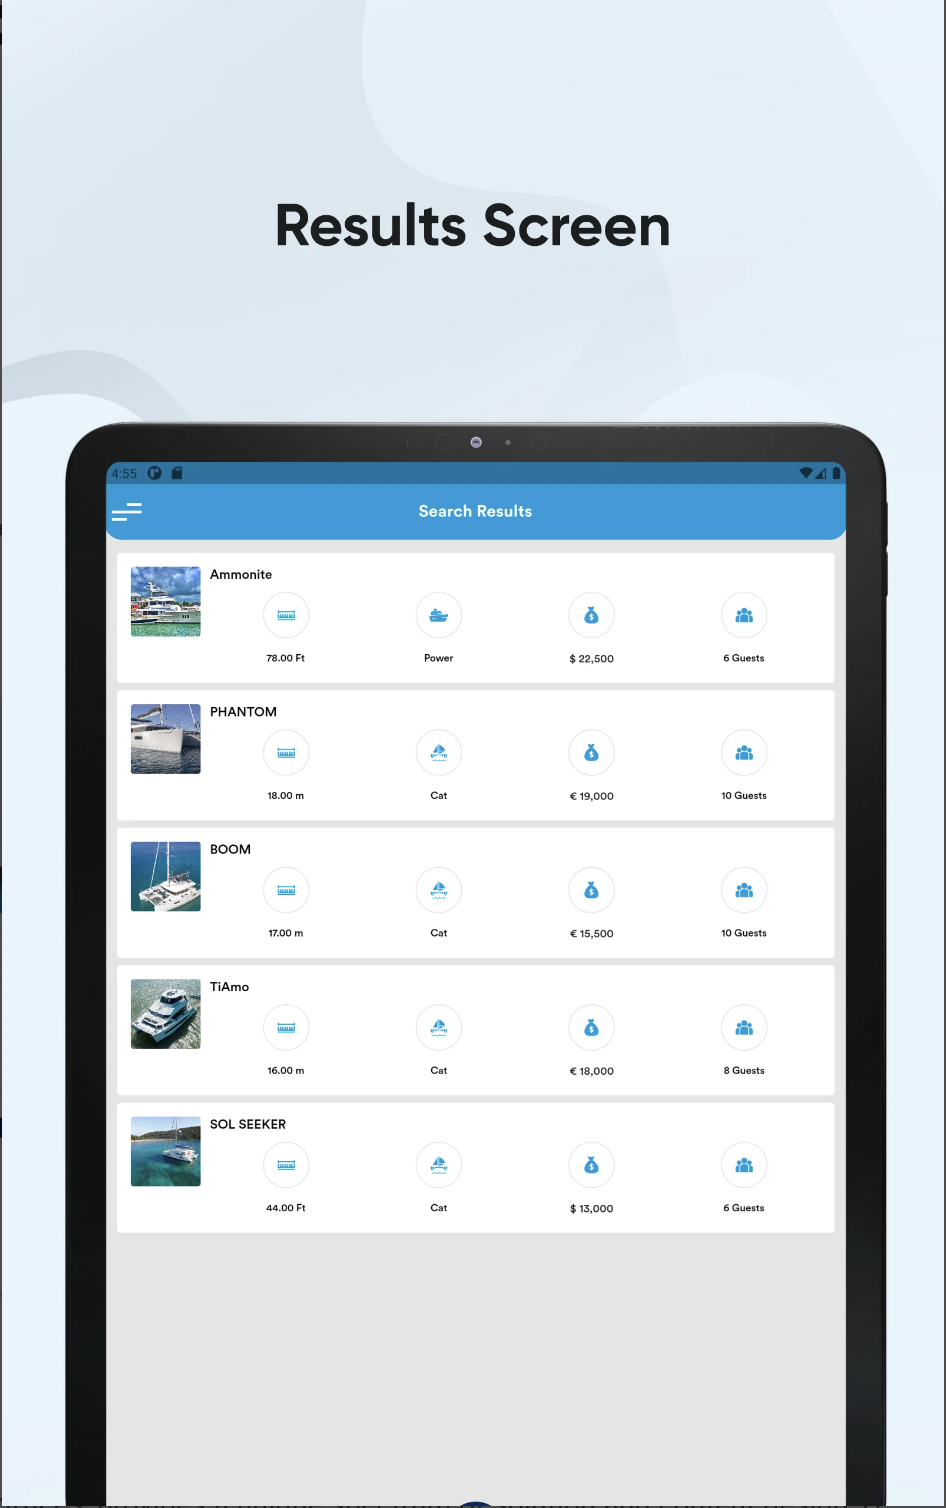 Results Screen
4:55
Search Results
Ammonite
78.00 Ft Power $ 22,500 6 Guests
PHANTOM
18.00 m Cat € 19,000 10 Guests
BOOM
17.00 m Cat € 15,500 10 Guests
TiAmo
16.00 m Cat € 18,000 8 Guests
SOL SEEKER
44.00 Ft Cat $ 13,000 6 Guests